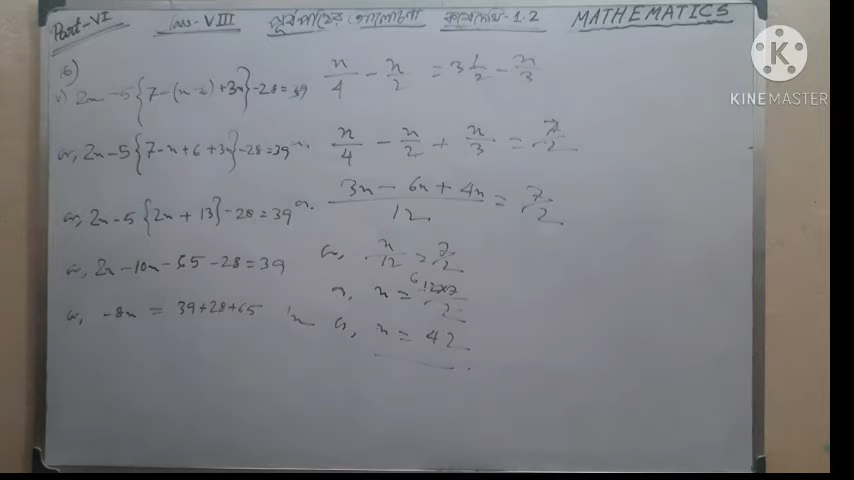 Part-VI Class-VIII পূর্বপাঠের আলোচনা কষে দেখি-1.2 MATHEMATICS
K
KINEMASTER
6)
v) 2x-5{7-(x-6)+3x}-28=39
বা, 2x-5{7-x+6+3x}-28=39
বা, 2x-5{2x+13}-28=39
বা, 2x-10x-65-28=39
বা, -8x = 39+28+65
x/4 - x/2 = 3 1/2 - x/3
বা, x/4 - x/2 + x/3 = 7/2
বা, (3x - 6x + 4x)/12 = 7/2
বা, x/12 = 7/2
বা, x = 12×7/2 6
বা, x = 42